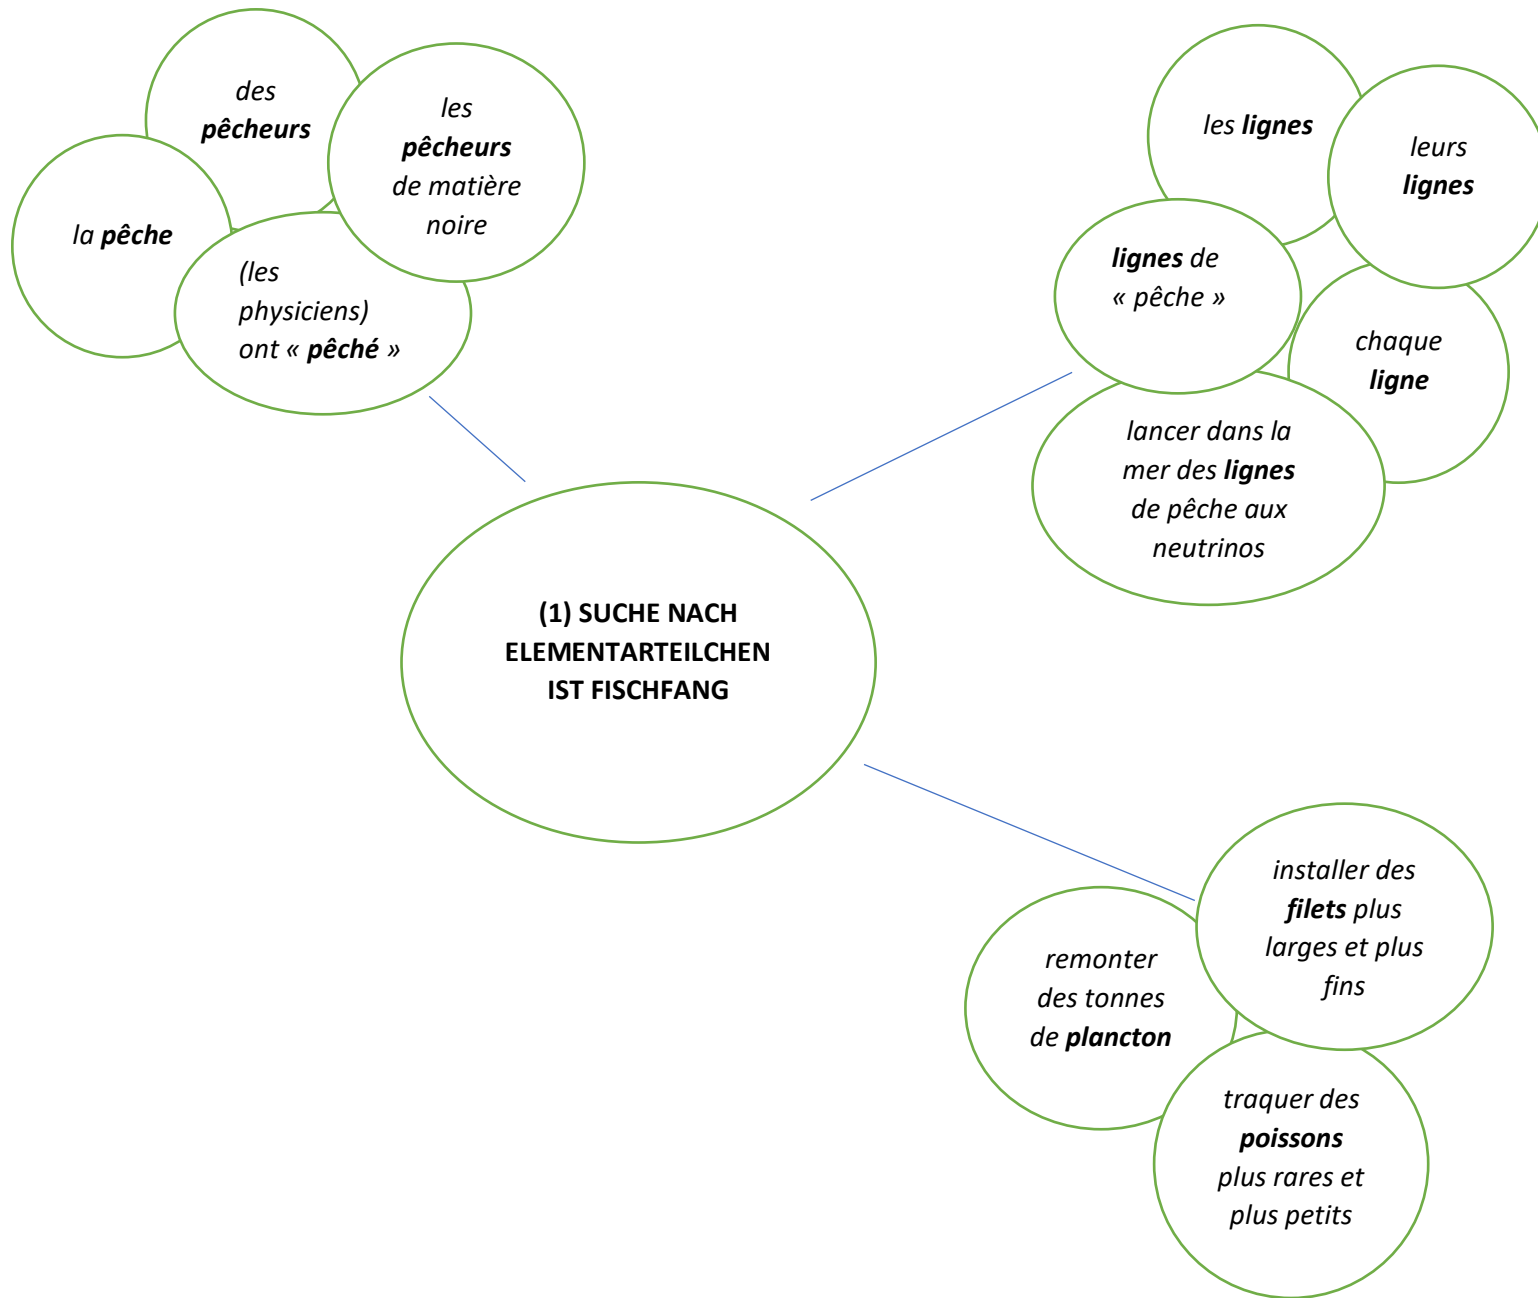 des
pêcheurs
les
pêcheurs
de matière
noire
la pêche
(les
physiciens)
ont « pêché »
les lignes
leurs
lignes
lignes de
« pêche »
chaque
ligne
lancer dans la
mer des lignes
de pêche aux
neutrinos
(1) SUCHE NACH
ELEMENTARTEILCHEN
IST FISCHFANG
installer des
filets plus
larges et plus
fins
remonter
des tonnes
de plancton
traquer des
poissons
plus rares et
plus petits